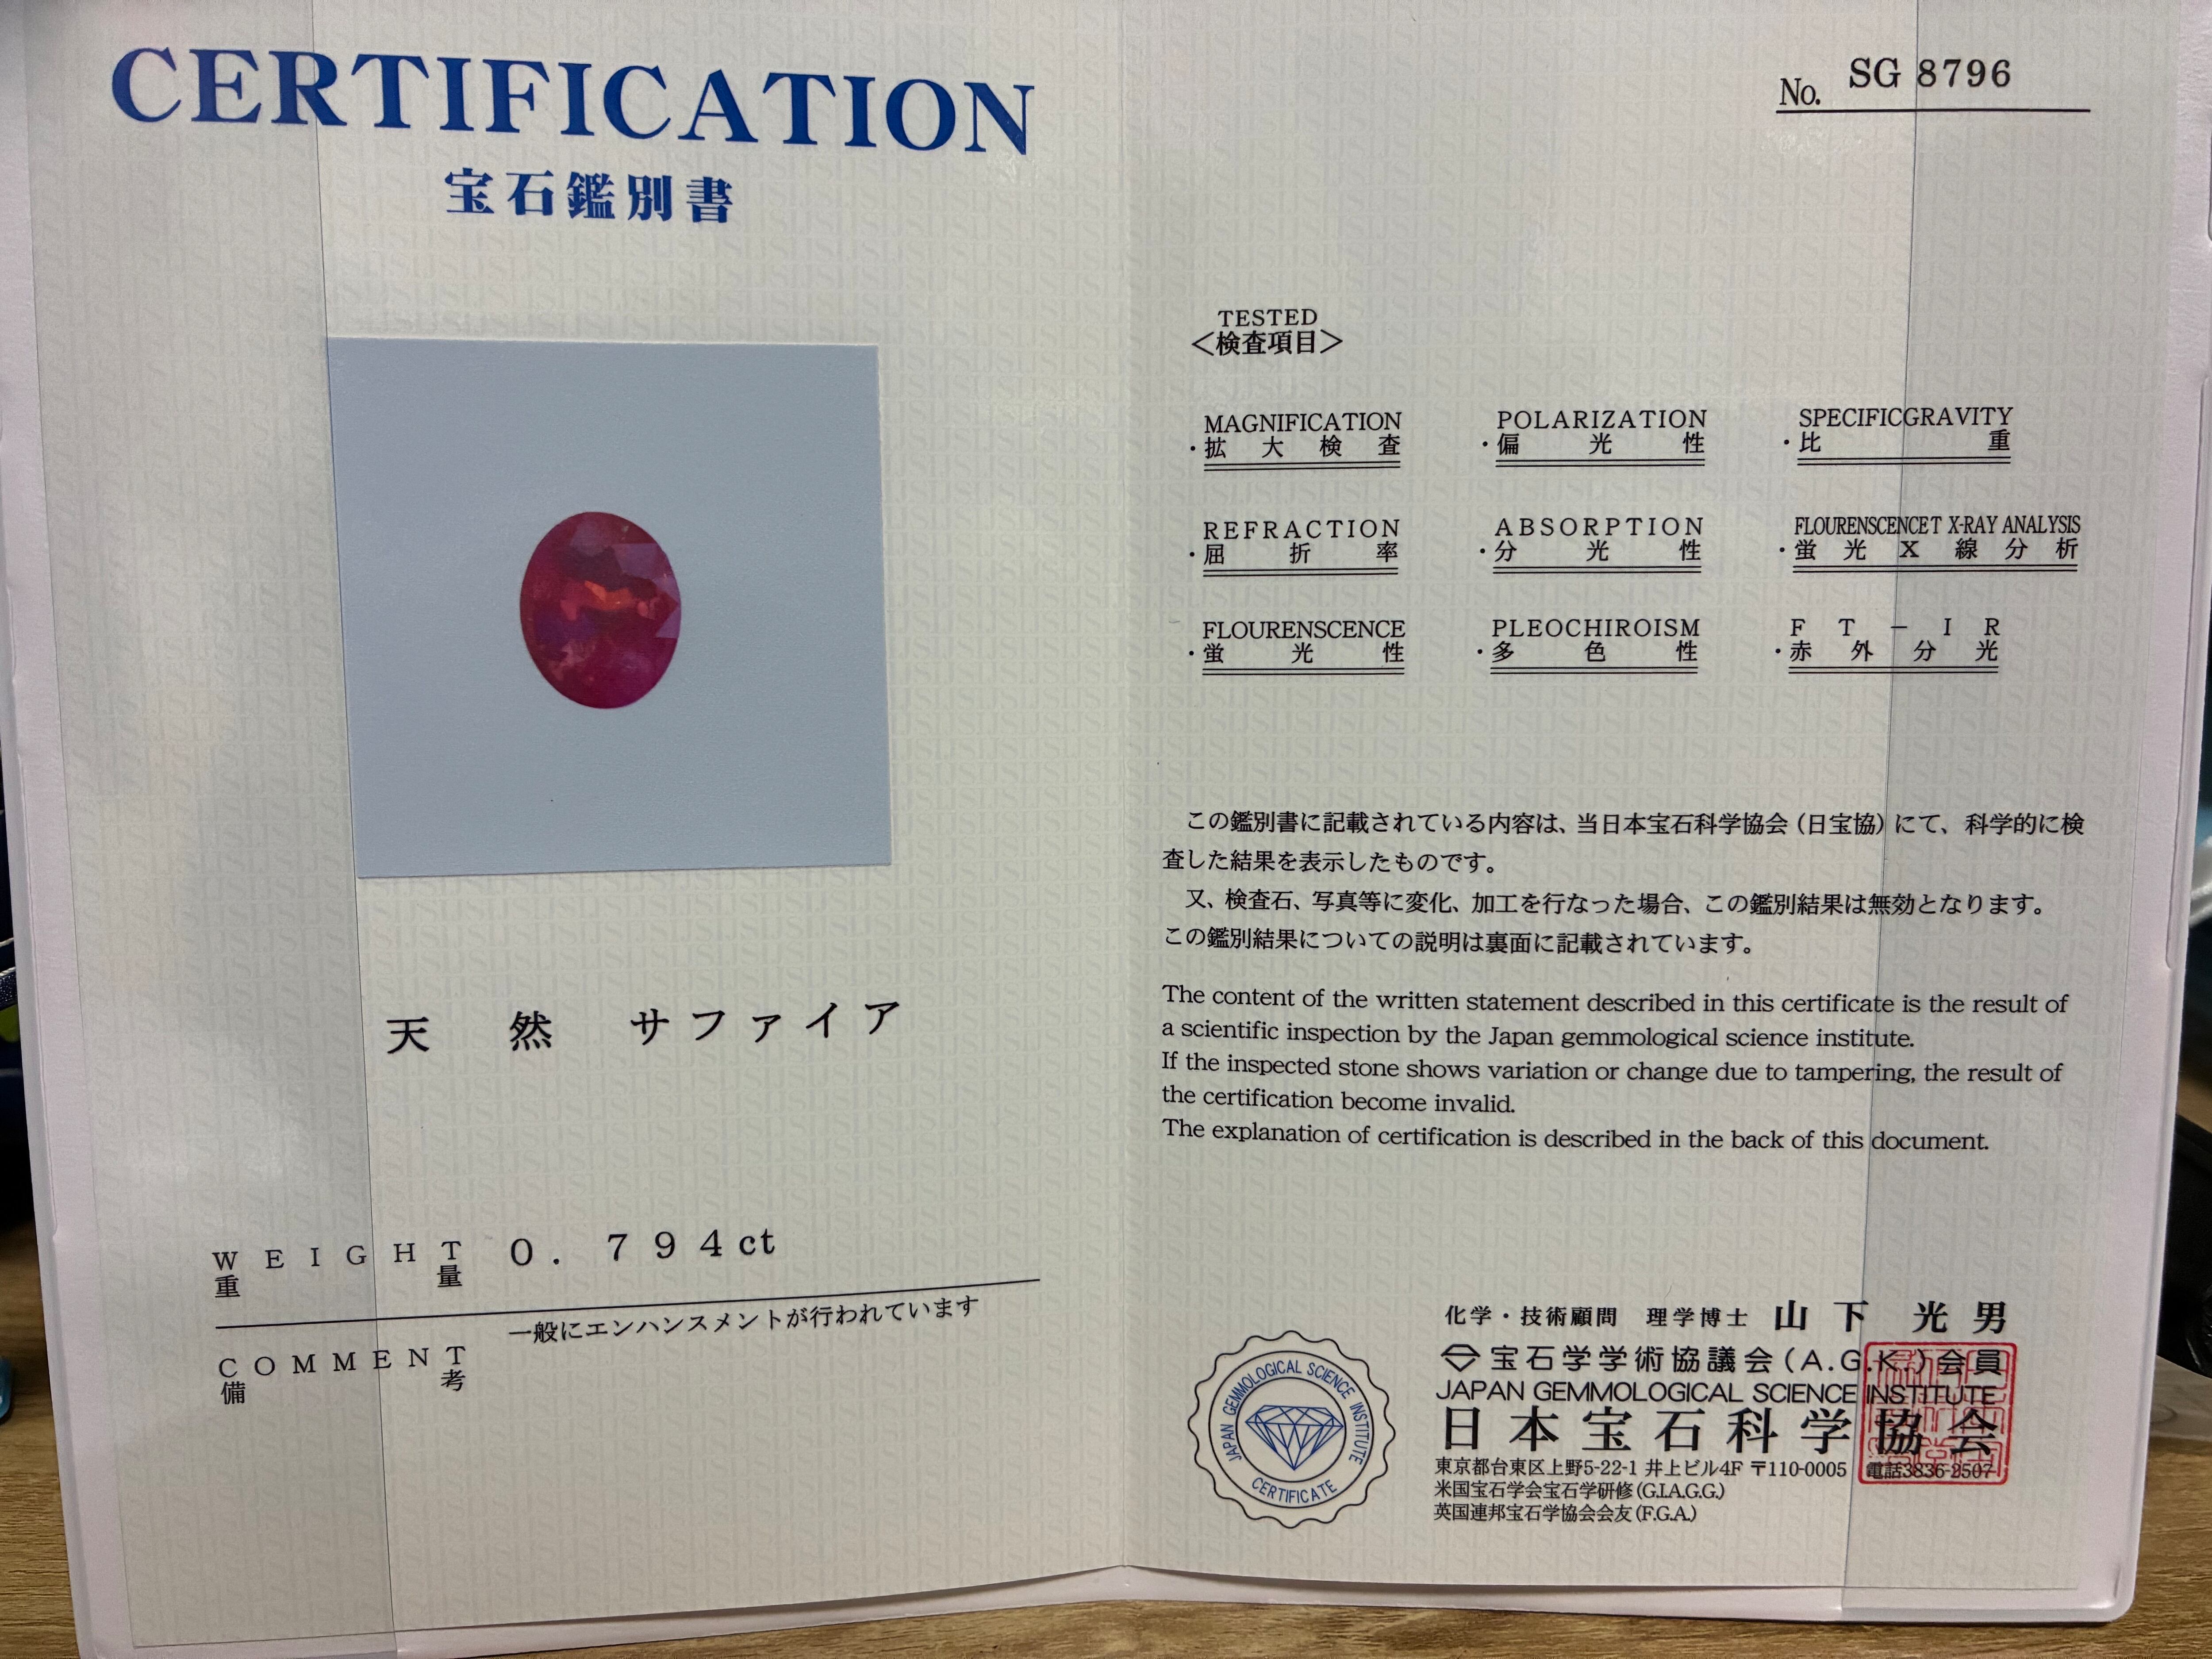 CERTIFICATION
宝石鑑別書
天然 サファイア
WEIGHT 0.794ct
重量
一般にエンハンスメントが行われています
COMMENT
備考
No. SG 8796
TESTED
＜検査項目＞
MAGNIFICATION POLARIZATION SPECIFICGRAVITY
・拡大検査 ・偏光性 ・比重
REFRACTION ABSORPTION FLOURENSCENCET X-RAY ANALYSIS
・屈折率 ・分光性 ・蛍光X線分析
FLOURENSCENCE PLEOCHIROISM FT-IR
・蛍光性 ・多色性 ・赤外分光
この鑑別書に記載されている内容は、当日本宝石科学協会（日宝協）にて、科学的に検
査した結果を表示したものです。
又、検査石、写真等に変化、加工を行なった場合、この鑑別結果は無効となります。
この鑑別結果についての説明は裏面に記載されています。
The content of the written statement described in this certificate is the result of
a scientific inspection by the Japan gemmological science institute.
If the inspected stone shows variation or change due to tampering, the result of
the certification become invalid.
The explanation of certification is described in the back of this document.
化学・技術顧問 理学博士 山下 光男
宝石学学術協議会（A.G.K.）会員
JAPAN GEMMOLOGICAL SCIENCE INSTITUTE
日本宝石科学協会
東京都台東区上野5-22-1 井上ビル4F 〒110-0005 電話3836-2507
米国宝石学会宝石学研修（G.I.A.G.G.）
英国連邦宝石学協会会友（F.G.A.）
JAPAN GEMMOLOGICAL SCIENCE INSTITUTE
CERTIFICATE